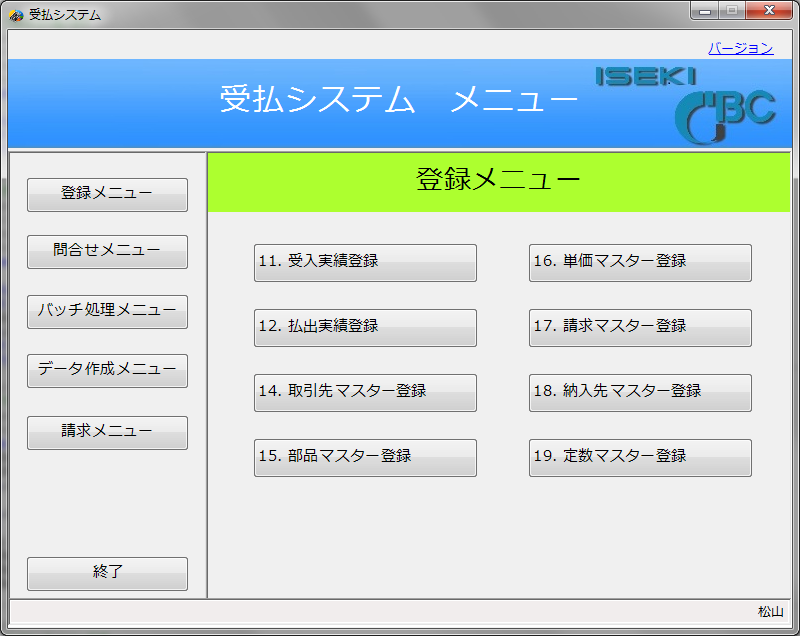 受払システム
バージョン
受払システム　メニュー
ISEKI
BC
登録メニュー
問合せメニュー
バッチ処理メニュー
データ作成メニュー
請求メニュー
終了
登録メニュー
11. 受入実績登録
16. 単価マスター登録
12. 払出実績登録
17. 請求マスター登録
14. 取引先マスター登録
18. 納入先マスター登録
15. 部品マスター登録
19. 定数マスター登録
松山